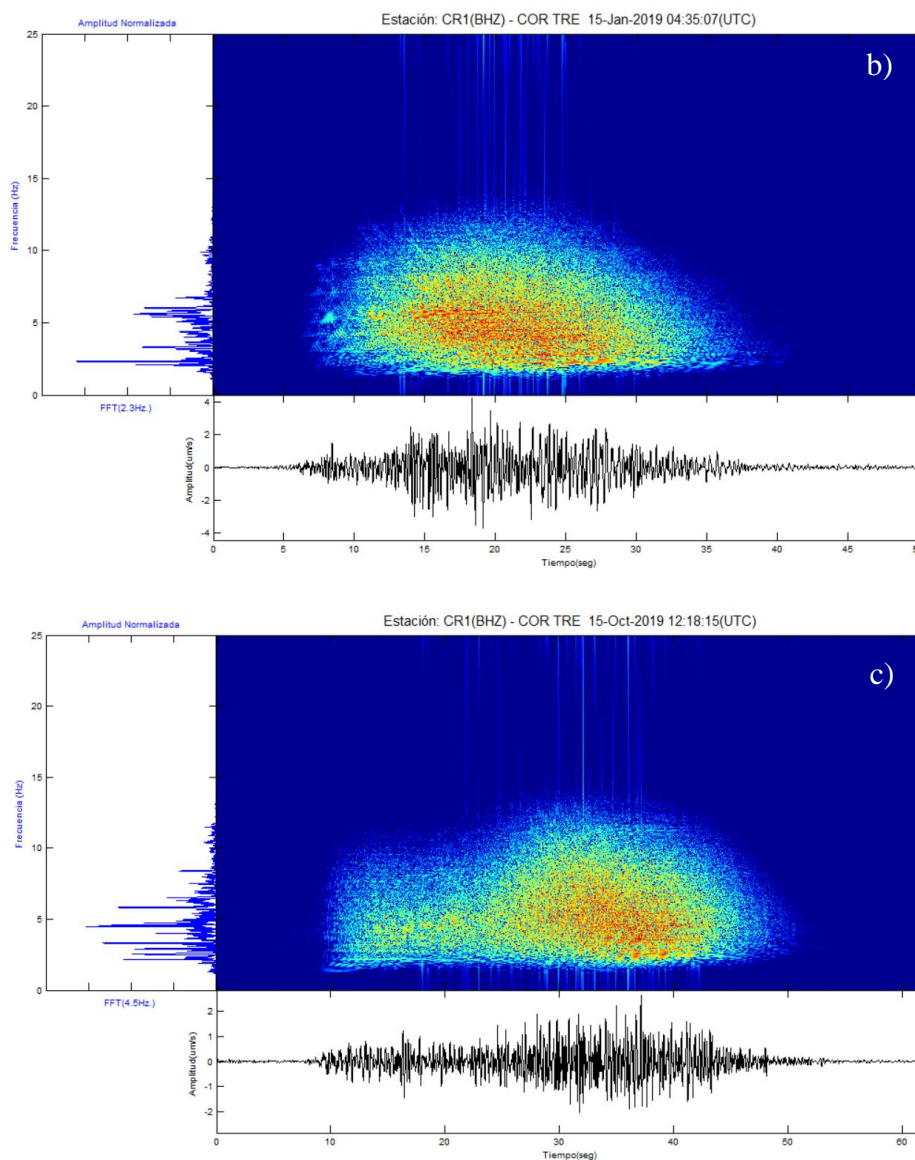 Amplitud Normalizada
Estación: CR1(BHZ) - COR TRE 15-Jan-2019 04:35:07(UTC)
b)
25
20
15
10
5
0
Frecuencia (Hz)
FFT(2.3Hz.)
4
2
0
-2
-4
Amplitud(um/s)
0 5 10 15 20 25 30 35 40 45 50
Tiempo(seg)
Amplitud Normalizada
Estación: CR1(BHZ) - COR TRE 15-Oct-2019 12:18:15(UTC)
c)
25
20
15
10
5
0
Frecuencia (Hz)
FFT(4.5Hz.)
2
1
0
-1
-2
Amplitud(um/s)
0 10 20 30 40 50 60
Tiempo(seg)